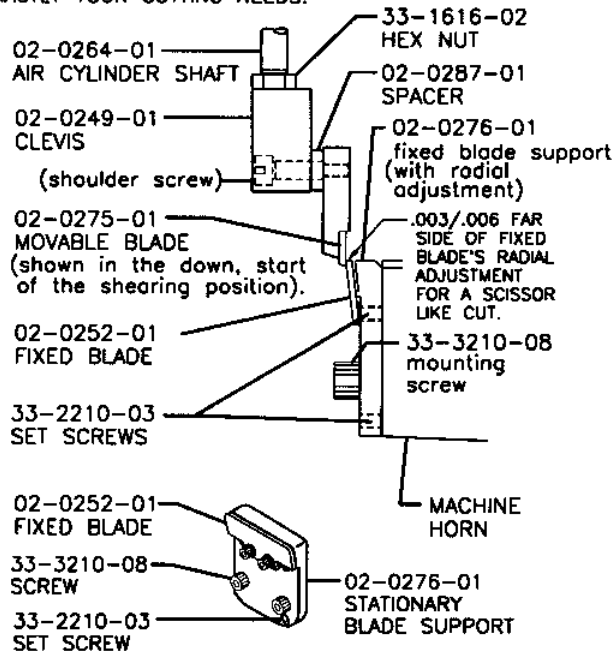 33-1616-02
HEX NUT
02-0264-01
AIR CYLINDER SHAFT
02-0287-01
SPACER
02-0249-01
CLEVIS
02-0276-01
fixed blade support
(with radial
adjustment)
(shoulder screw)
02-0275-01
MOVABLE BLADE
(shown in the down, start
of the shearing position).
.003/.006 FAR
SIDE OF FIXED
BLADE'S RADIAL
ADJUSTMENT
FOR A SCISSOR
LIKE CUT.
02-0252-01
FIXED BLADE
33-3210-08
mounting
screw
33-2210-03
SET SCREWS
MACHINE
HORN
02-0252-01
FIXED BLADE
33-3210-08
SCREW
33-2210-03
SET SCREW
02-0276-01
STATIONARY
BLADE SUPPORT